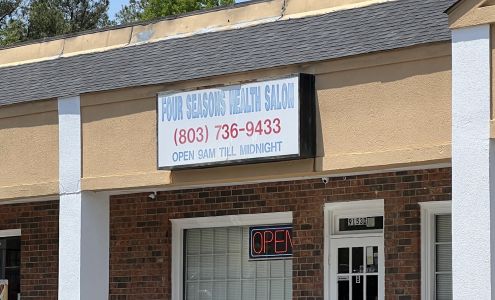 FOUR SEASONS HEALTH SALON
(803) 736-9433
OPEN 9AM TILL MIDNIGHT
OPEN